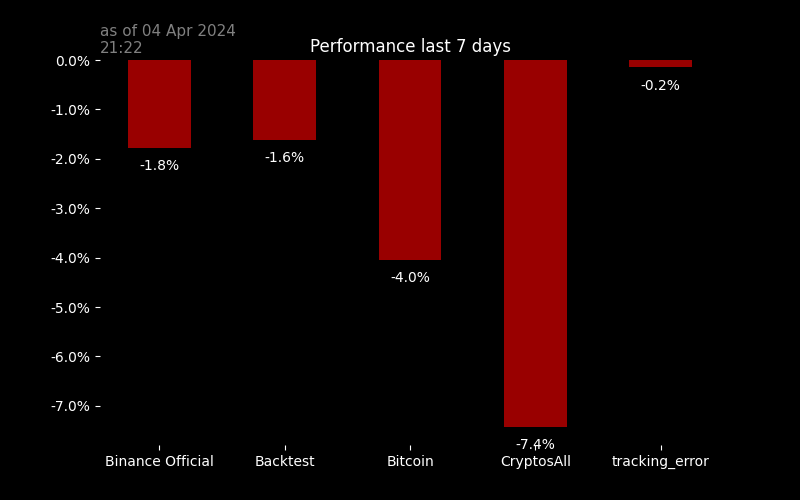 as of 04 Apr 2024
21:22
Performance last 7 days
0.0%
-1.0%
-2.0%
-3.0%
-4.0%
-5.0%
-6.0%
-7.0%
-1.8%
-1.6%
-4.0%
-7.4%
-0.2%
Binance Official
Backtest
Bitcoin
CryptosAll
tracking_error